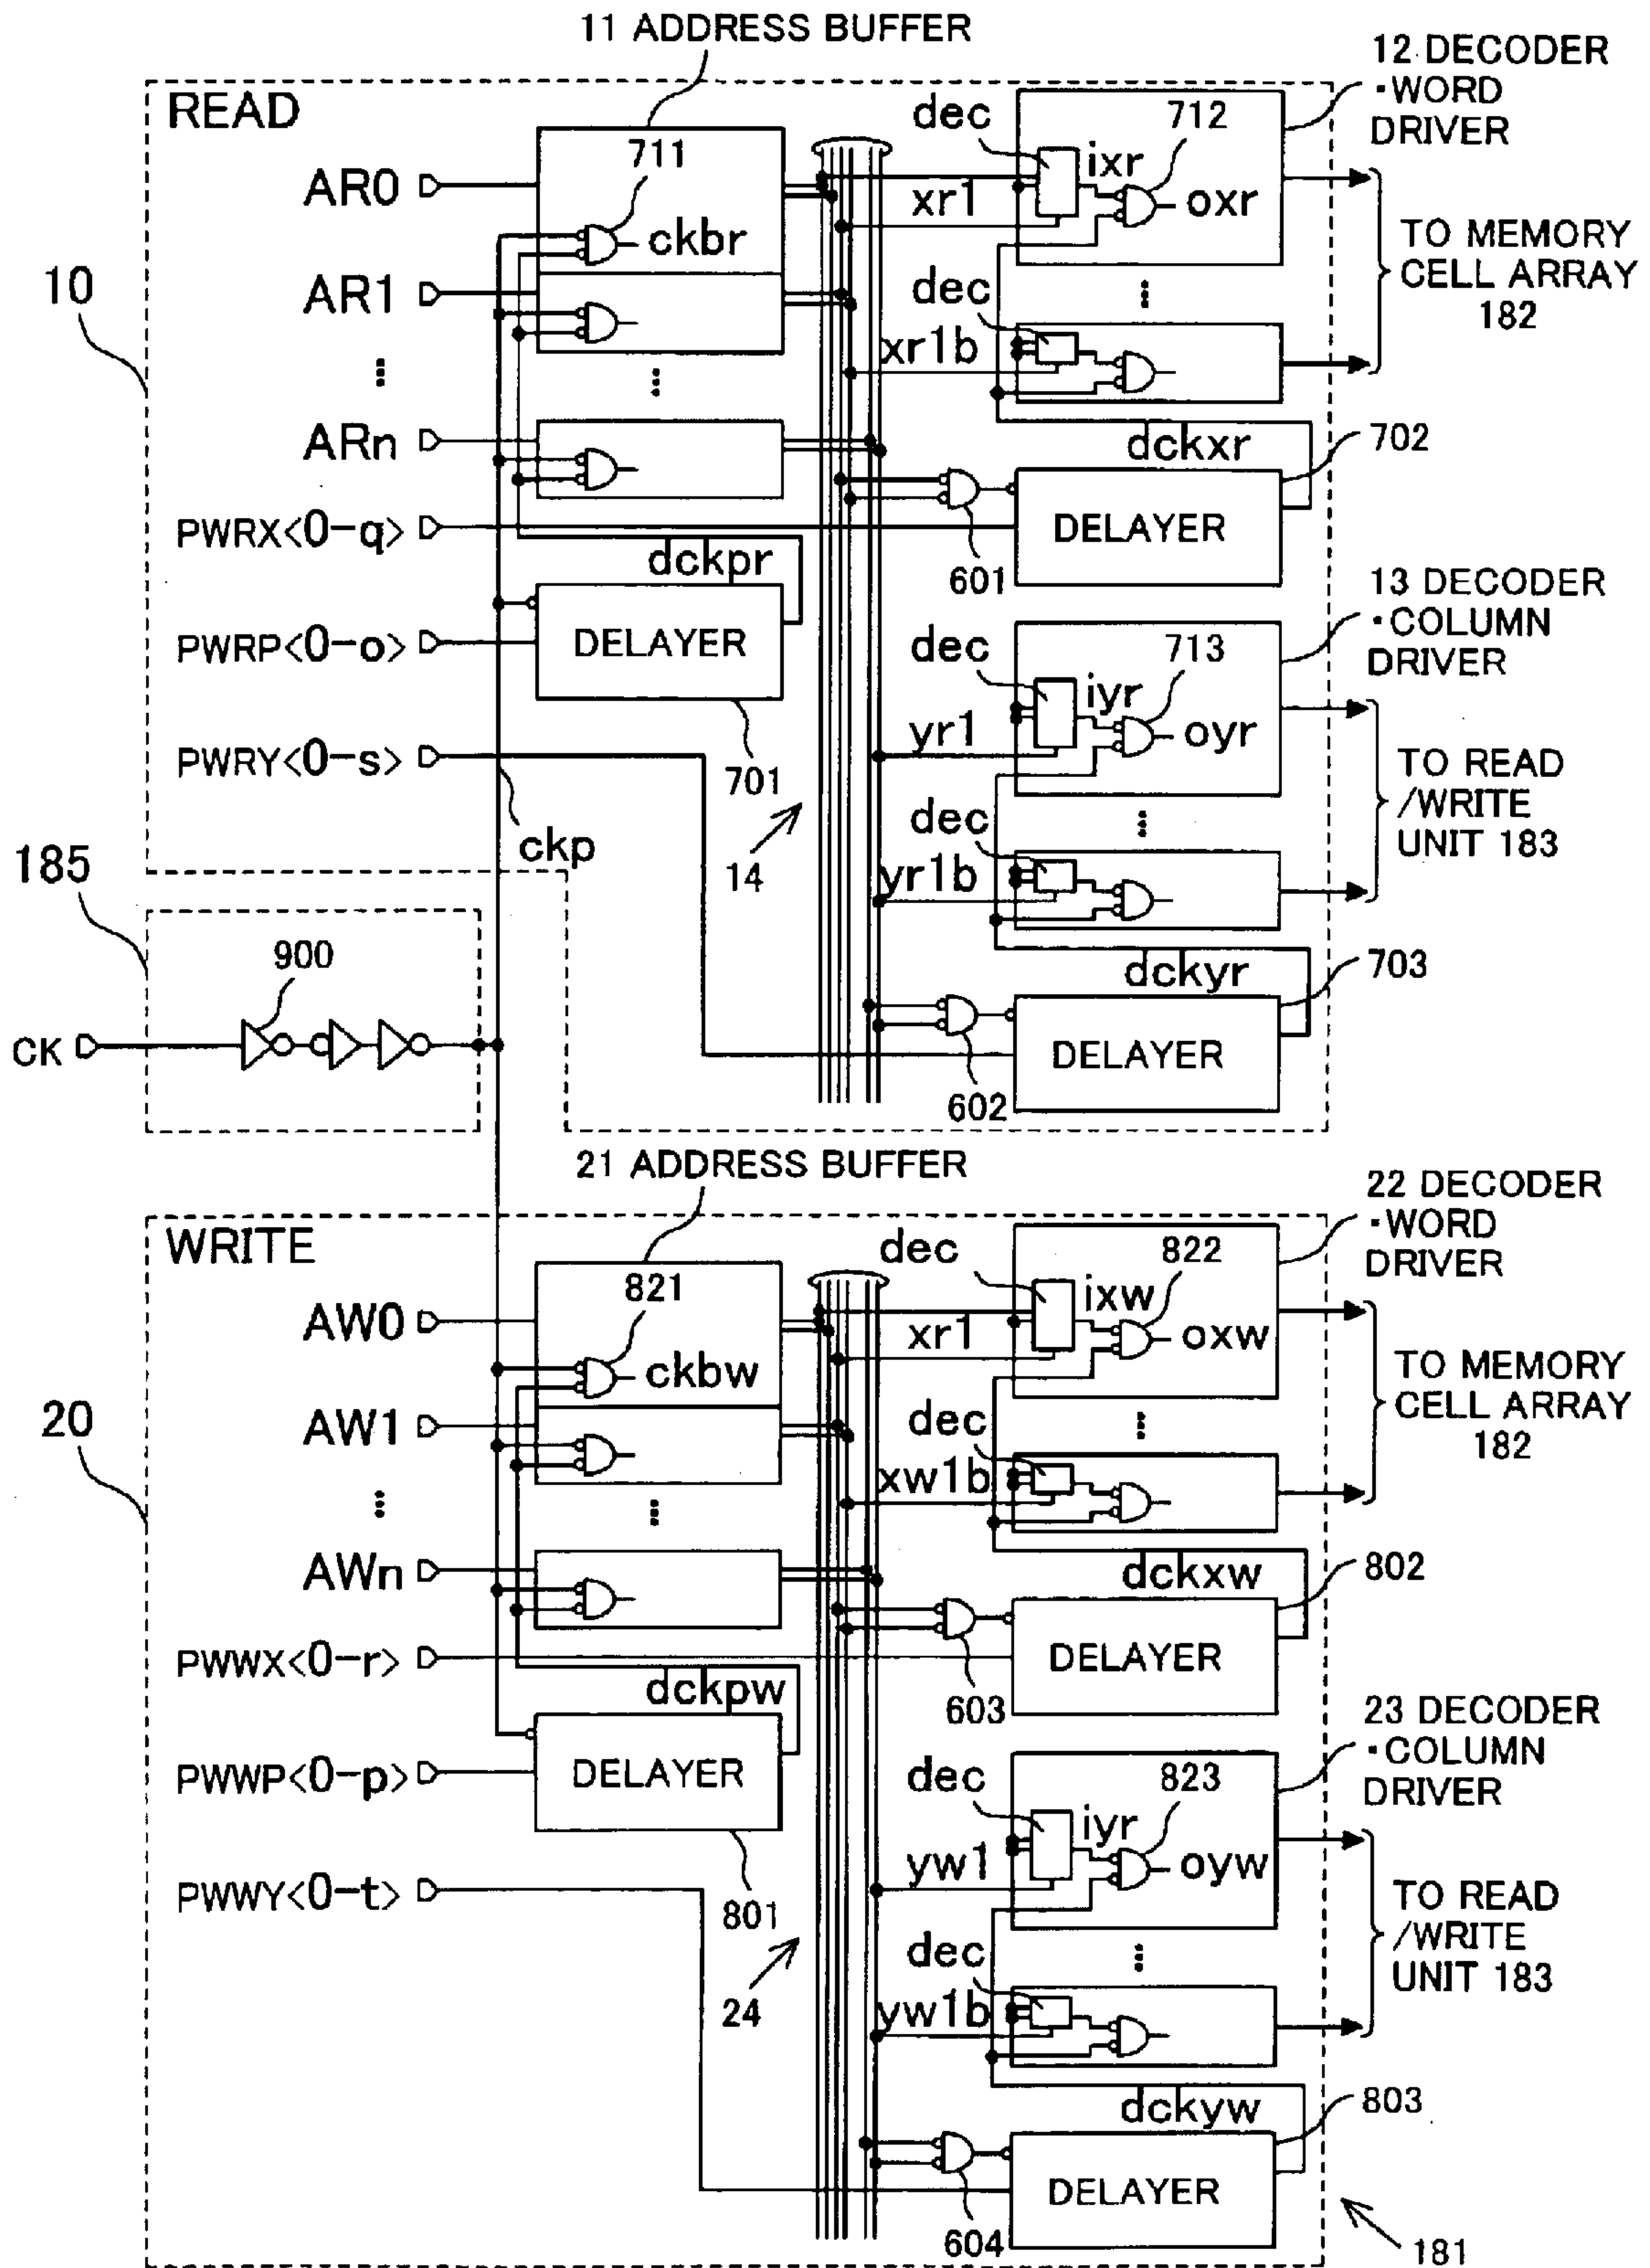 11 ADDRESS BUFFER
12 DECODER
·WORD
DRIVER
READ
dec
712
711
ixr
AR0
xr1
oxr
ckbr
TO MEMORY
CELL ARRAY
182
10
AR1
dec
xr1b
ARn
dckxr
702
PWRX<0-q>
DELAYER
dckpr
601
13 DECODER
·COLUMN
DRIVER
PWRP<0-o>
DELAYER
dec
713
iyr
yr1
oyr
PWRY<0-s>
701
TO READ
/WRITE
UNIT 183
dec
ckp
14
yr1b
185
900
dckyr
703
CK
DELAYER
602
21 ADDRESS BUFFER
22 DECODER
·WORD
DRIVER
WRITE
dec
822
821
ixw
AW0
xr1
oxw
ckbw
TO MEMORY
CELL ARRAY
182
20
AW1
dec
xw1b
AWn
dckxw
802
PWWX<0-r>
DELAYER
dckpw
603
23 DECODER
·COLUMN
DRIVER
PWWP<0-p>
DELAYER
dec
823
iyr
yw1
oyw
PWWY<0-t>
801
TO READ
/WRITE
UNIT 183
dec
24
yw1b
dckyw
803
DELAYER
604
181